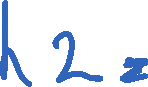 h 2 =